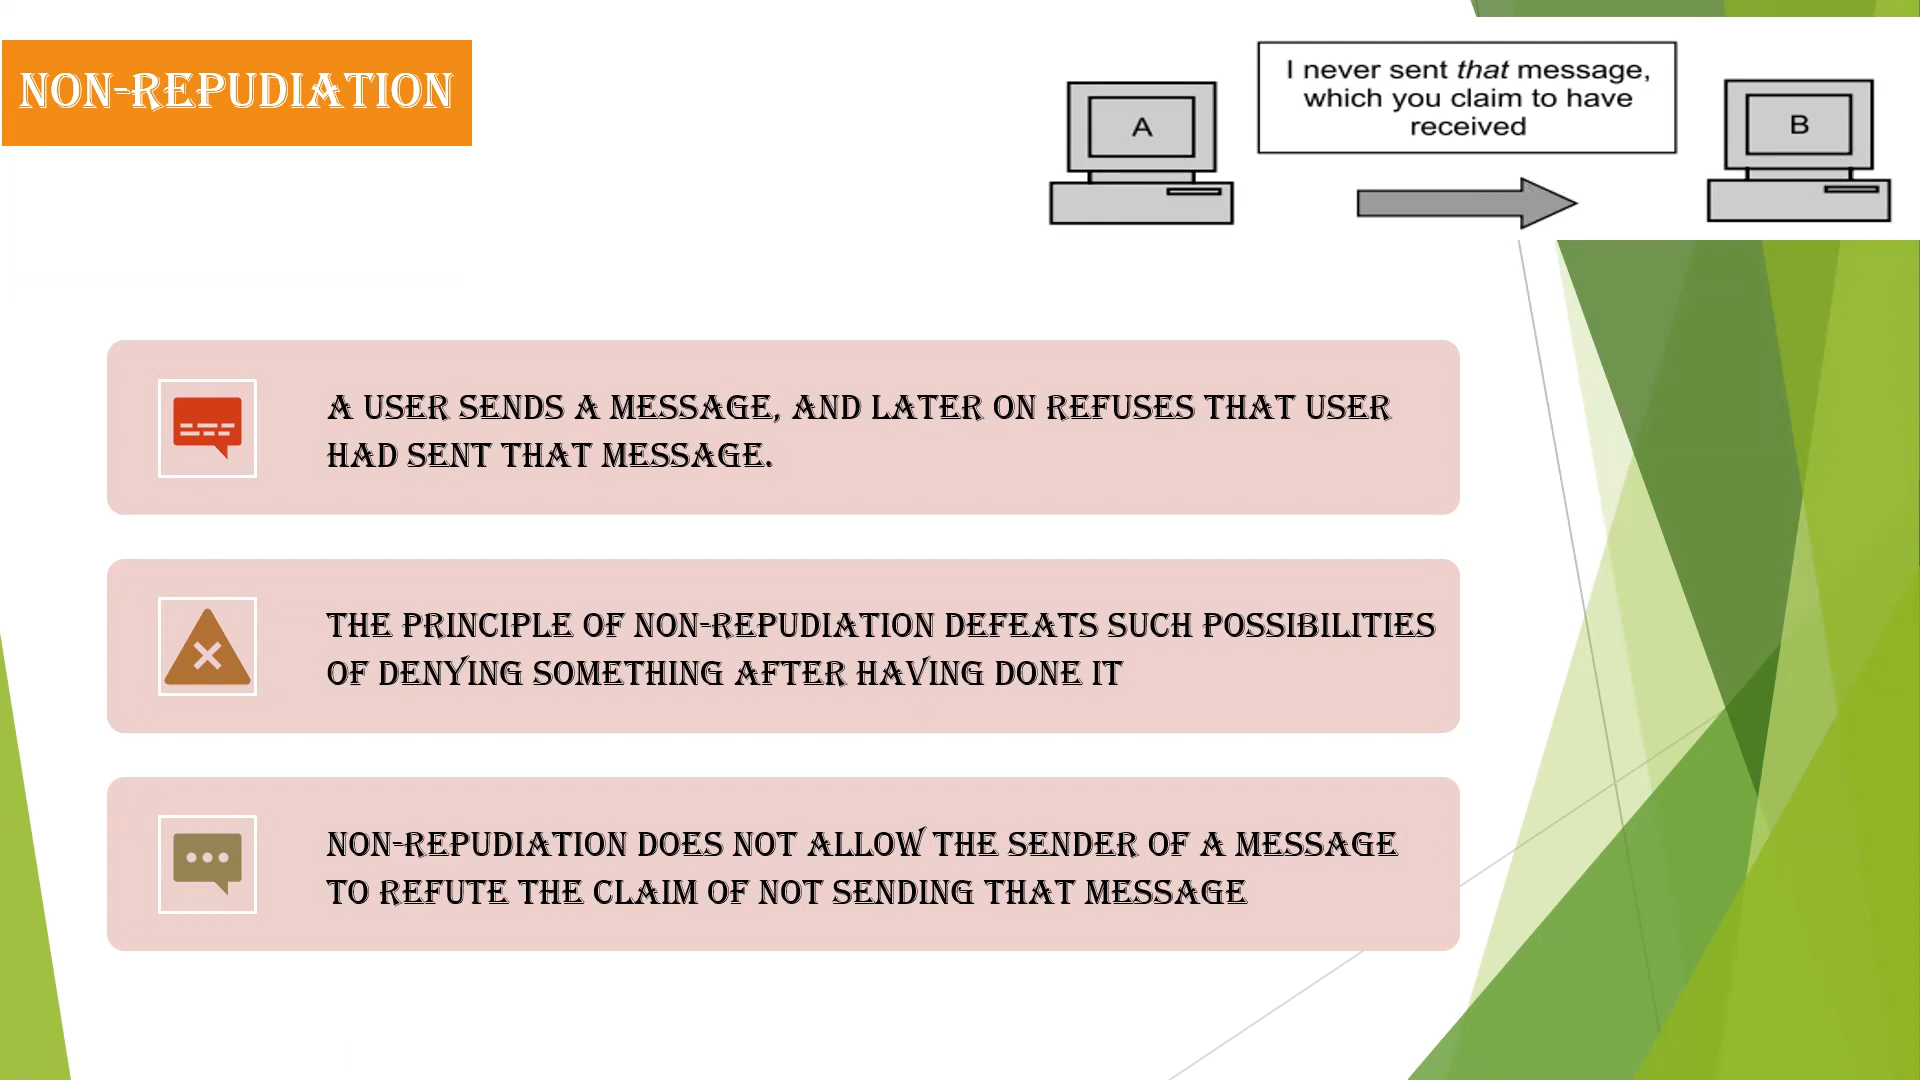 NON-REPUDIATION
I never sent that message,
which you claim to have
received
A
B
A USER SENDS A MESSAGE, AND LATER ON REFUSES THAT USER
HAD SENT THAT MESSAGE.
THE PRINCIPLE OF NON-REPUDIATION DEFEATS SUCH POSSIBILITIES
OF DENYING SOMETHING AFTER HAVING DONE IT
NON-REPUDIATION DOES NOT ALLOW THE SENDER OF A MESSAGE
TO REFUTE THE CLAIM OF NOT SENDING THAT MESSAGE